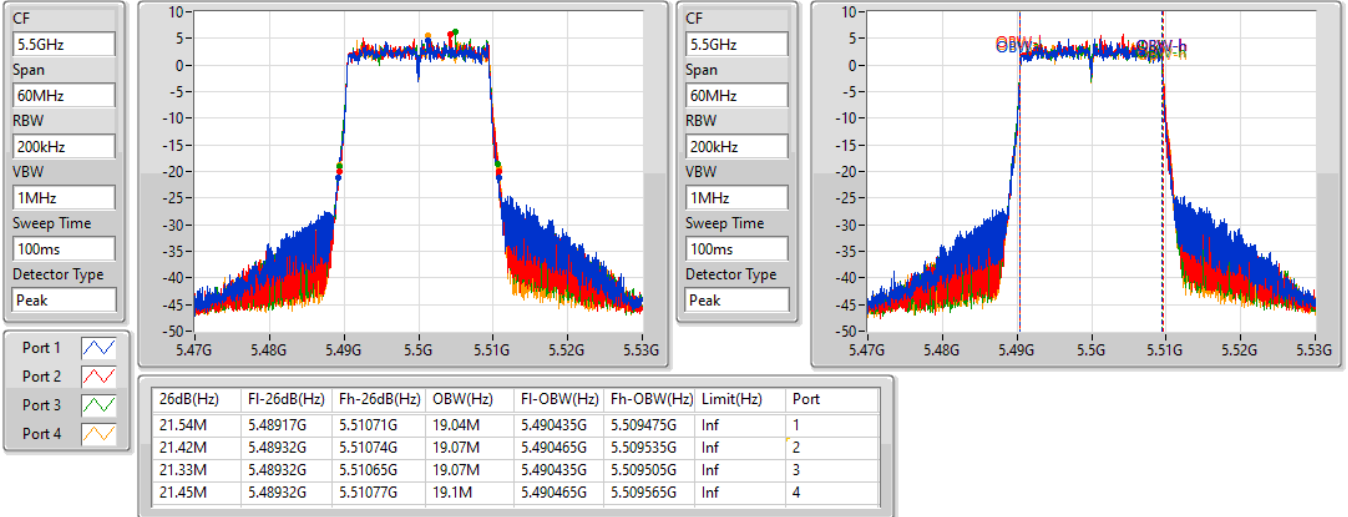 CF
5.5GHz
Span
60MHz
RBW
200kHz
VBW
1MHz
Sweep Time
100ms
Detector Type
Peak
10
5
0
-5
-10
-15
-20
-25
-30
-35
-40
-45
-50
5.47G 5.48G 5.49G 5.5G 5.51G 5.52G 5.53G
CF
5.5GHz
Span
60MHz
RBW
200kHz
VBW
1MHz
Sweep Time
100ms
Detector Type
Peak
10
5
0
-5
-10
-15
-20
-25
-30
-35
-40
-45
-50
OBW-h
5.47G 5.48G 5.49G 5.5G 5.51G 5.52G 5.53G
Port 1
Port 2
Port 3
Port 4
26dB(Hz) Fl-26dB(Hz) Fh-26dB(Hz) OBW(Hz) Fl-OBW(Hz) Fh-OBW(Hz) Limit(Hz) Port
21.54M 5.48917G 5.51071G 19.04M 5.490435G 5.509475G Inf 1
21.42M 5.48932G 5.51074G 19.07M 5.490465G 5.509535G Inf 2
21.33M 5.48932G 5.51065G 19.07M 5.490435G 5.509505G Inf 3
21.45M 5.48932G 5.51077G 19.1M 5.490465G 5.509565G Inf 4